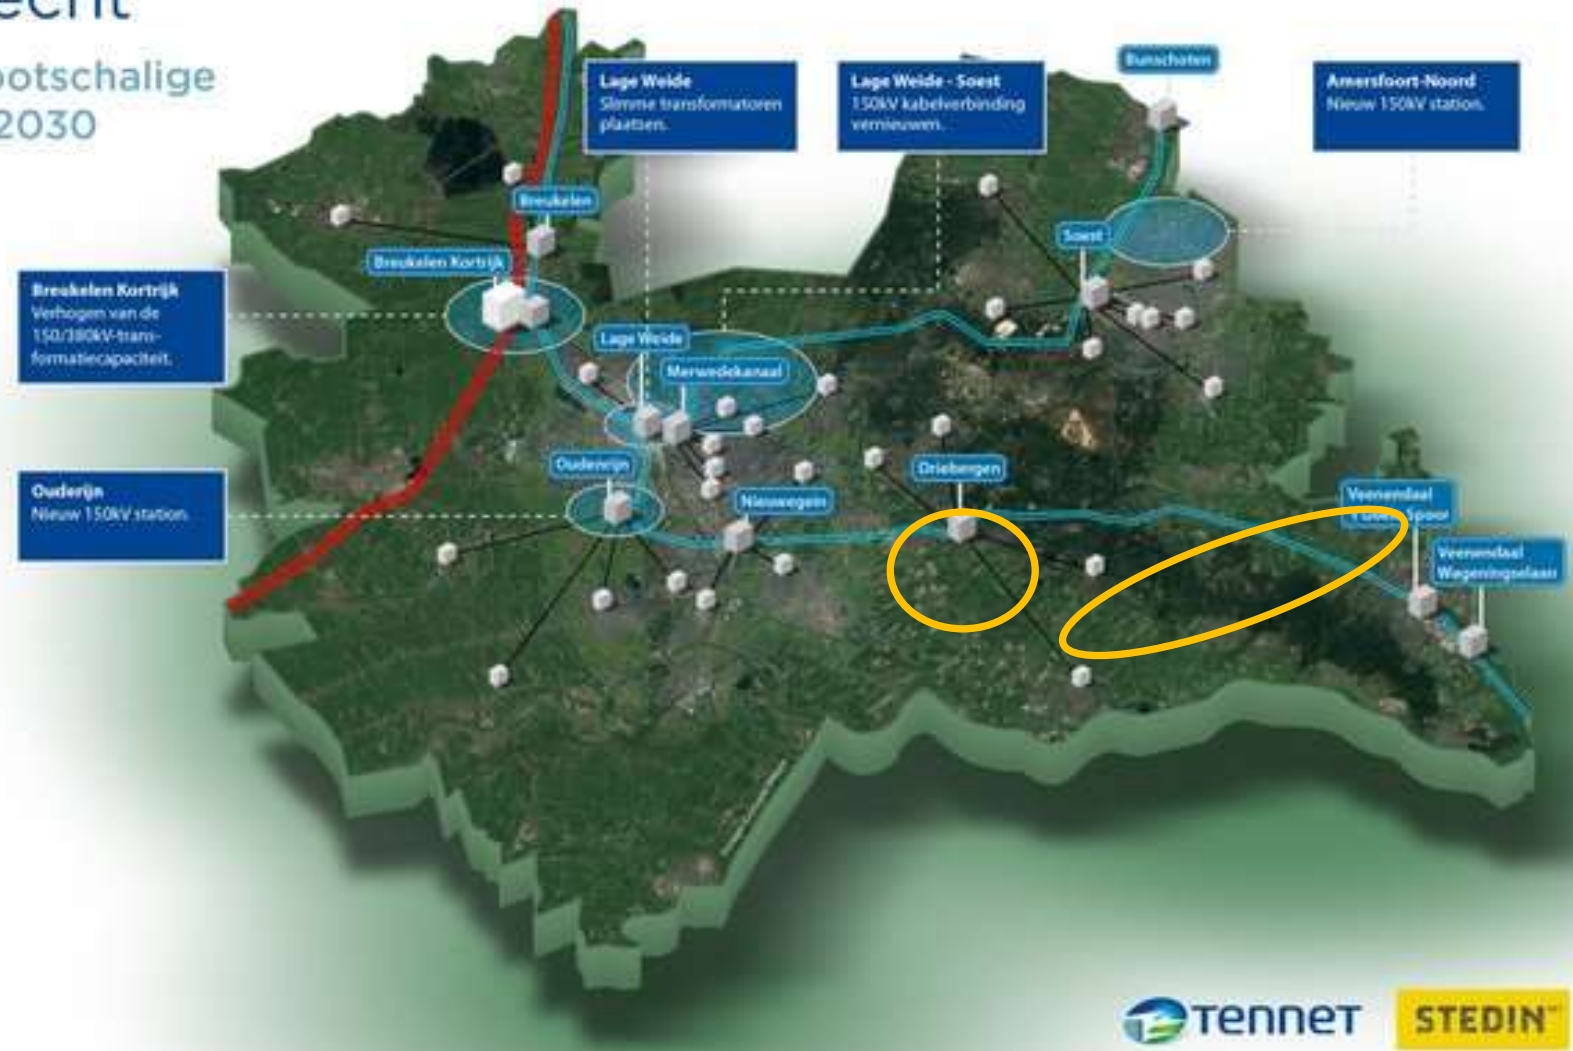 echt
ootschalige
2030
Lage Weide
Slimme transformatoren
plaatsen.
Lage Weide - Soest
150kV kabelverbinding
vernieuwen.
Bunschoten
Amersfoort-Noord
Nieuw 150kV station.
Breukelen
Soest
Breukelen Kortrijk
Breukelen Kortrijk
Verhogen van de
150/380kV-trans-
formatiecapaciteit.
Lage Weide
Merwedekanaal
Oudenrijn
Driebergen
Ouderijn
Nieuw 150kV station.
Nieuwegein
Veenendaal
Spoor
Veenendaal
Wageningselaan
TenneT
STEDIN